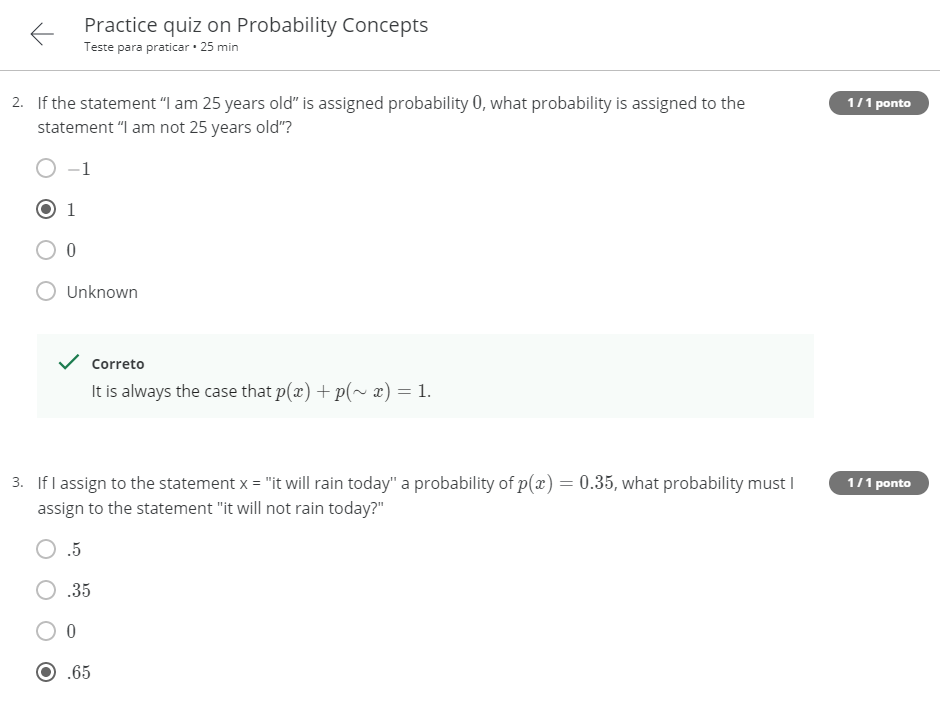 Practice quiz on Probability Concepts
Teste para praticar • 25 min
2. If the statement “I am 25 years old” is assigned probability 0, what probability is assigned to the 1 / 1 ponto
statement “I am not 25 years old”?
−1
1
0
Unknown
Correto
It is always the case that p(x) + p(∼ x) = 1.
3. If I assign to the statement x = "it will rain today" a probability of p(x) = 0.35, what probability must I 1 / 1 ponto
assign to the statement "it will not rain today?"
.5
.35
0
.65